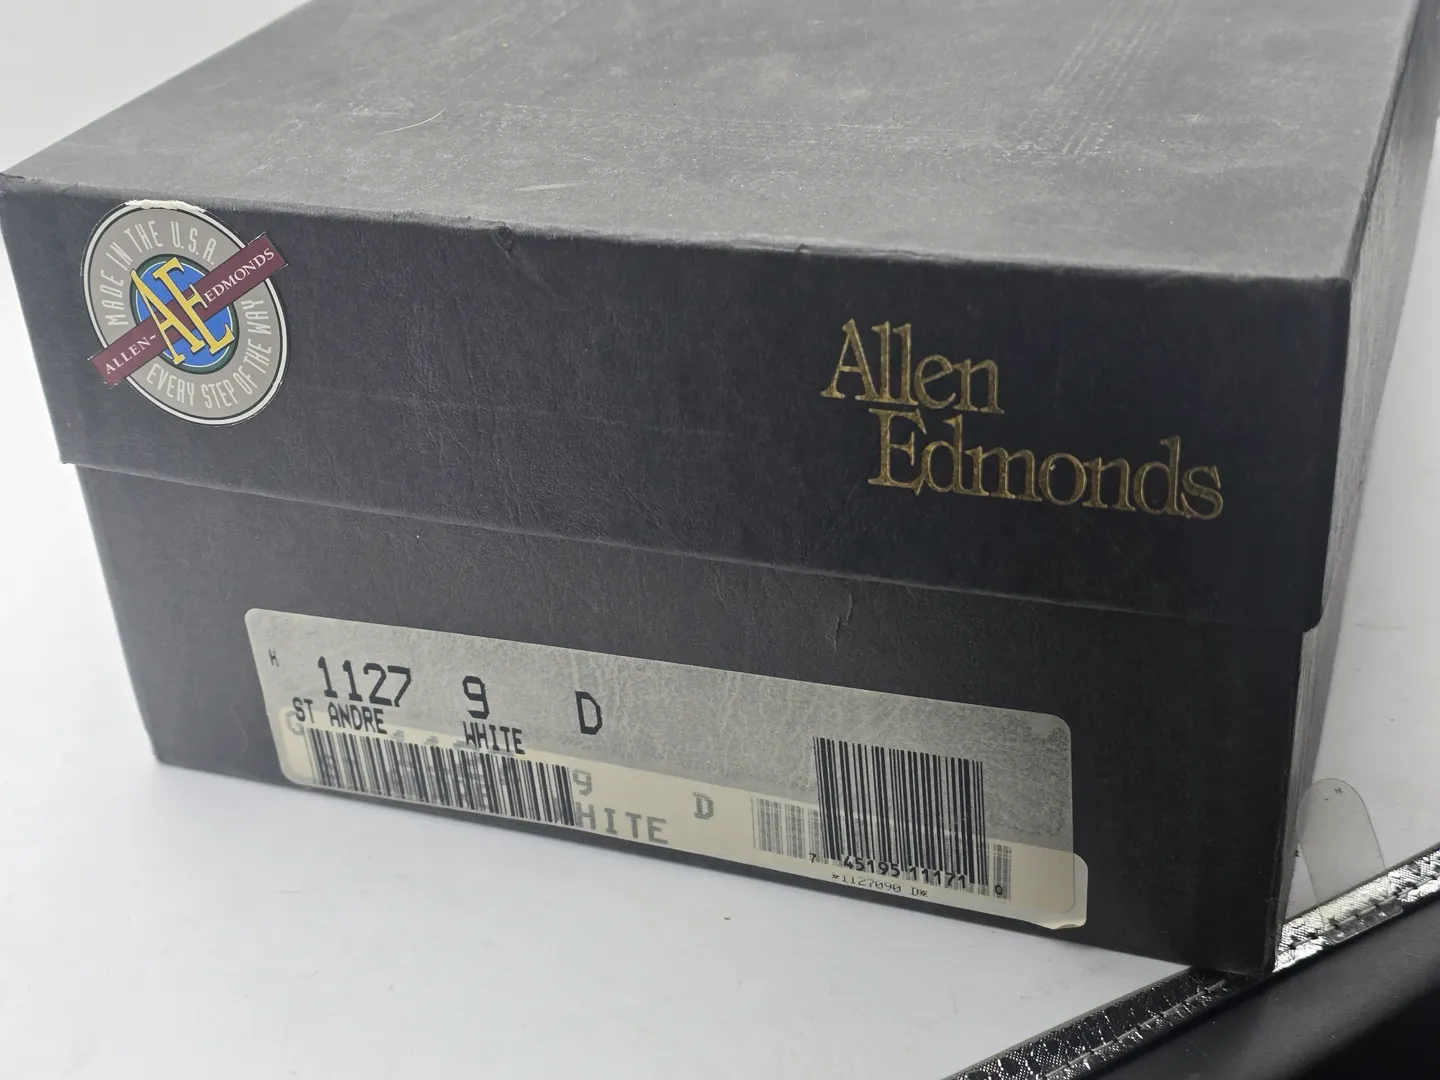 MADE IN THE U.S.A.
ALLEN-EDMONDS
AE
EVERY STEP OF THE WAY
Allen
Edmonds
H
1127 9 D
ST ANDRE WHITE
9 D
WHITE
7 45195 11171 0
*1127090 D*